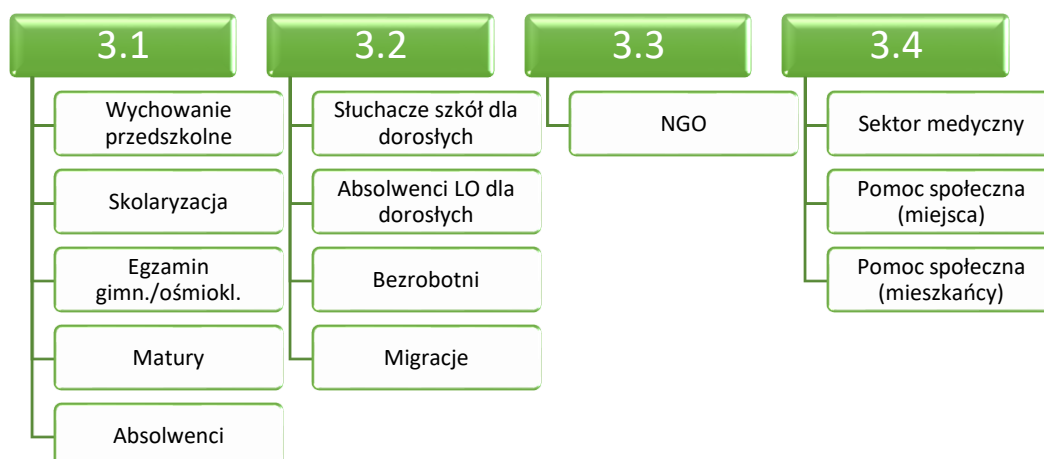 3.1
Wychowanie
przedszkolne
Skolaryzacja
Egzamin
gimn./ośmiokl.
Matury
Absolwenci
3.2
Słuchacze szkół dla
dorosłych
Absolwenci LO dla
dorosłych
Bezrobotni
Migracje
3.3
NGO
3.4
Sektor medyczny
Pomoc społeczna
(miejsca)
Pomoc społeczna
(mieszkańcy)